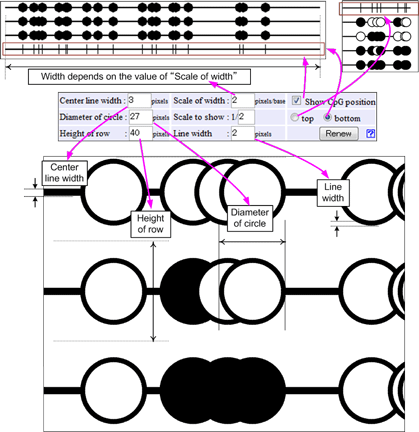 Width depends on the value of "Scale of width"
Center line width : 3 pixels Scale of width : 2 pixels/base Show CpG position
Diameter of circle : 27 pixels Scale to show : 1/2 top bottom
Height of row : 40 pixels Line width : 2 pixels Renew ?
Center
line width
Line
width
Height
of row
Diameter
of circle